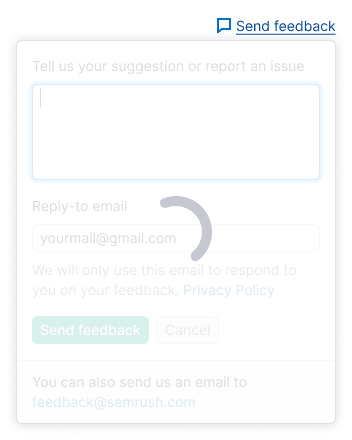 Send feedback
Tell us your suggestion or report an issue
Reply-to email
yourmail@gmail.com
We will only use this email to respond to
you on your feedback. Privacy Policy
Send feedback
Cancel
You can also send us an email to
feedback@semrush.com